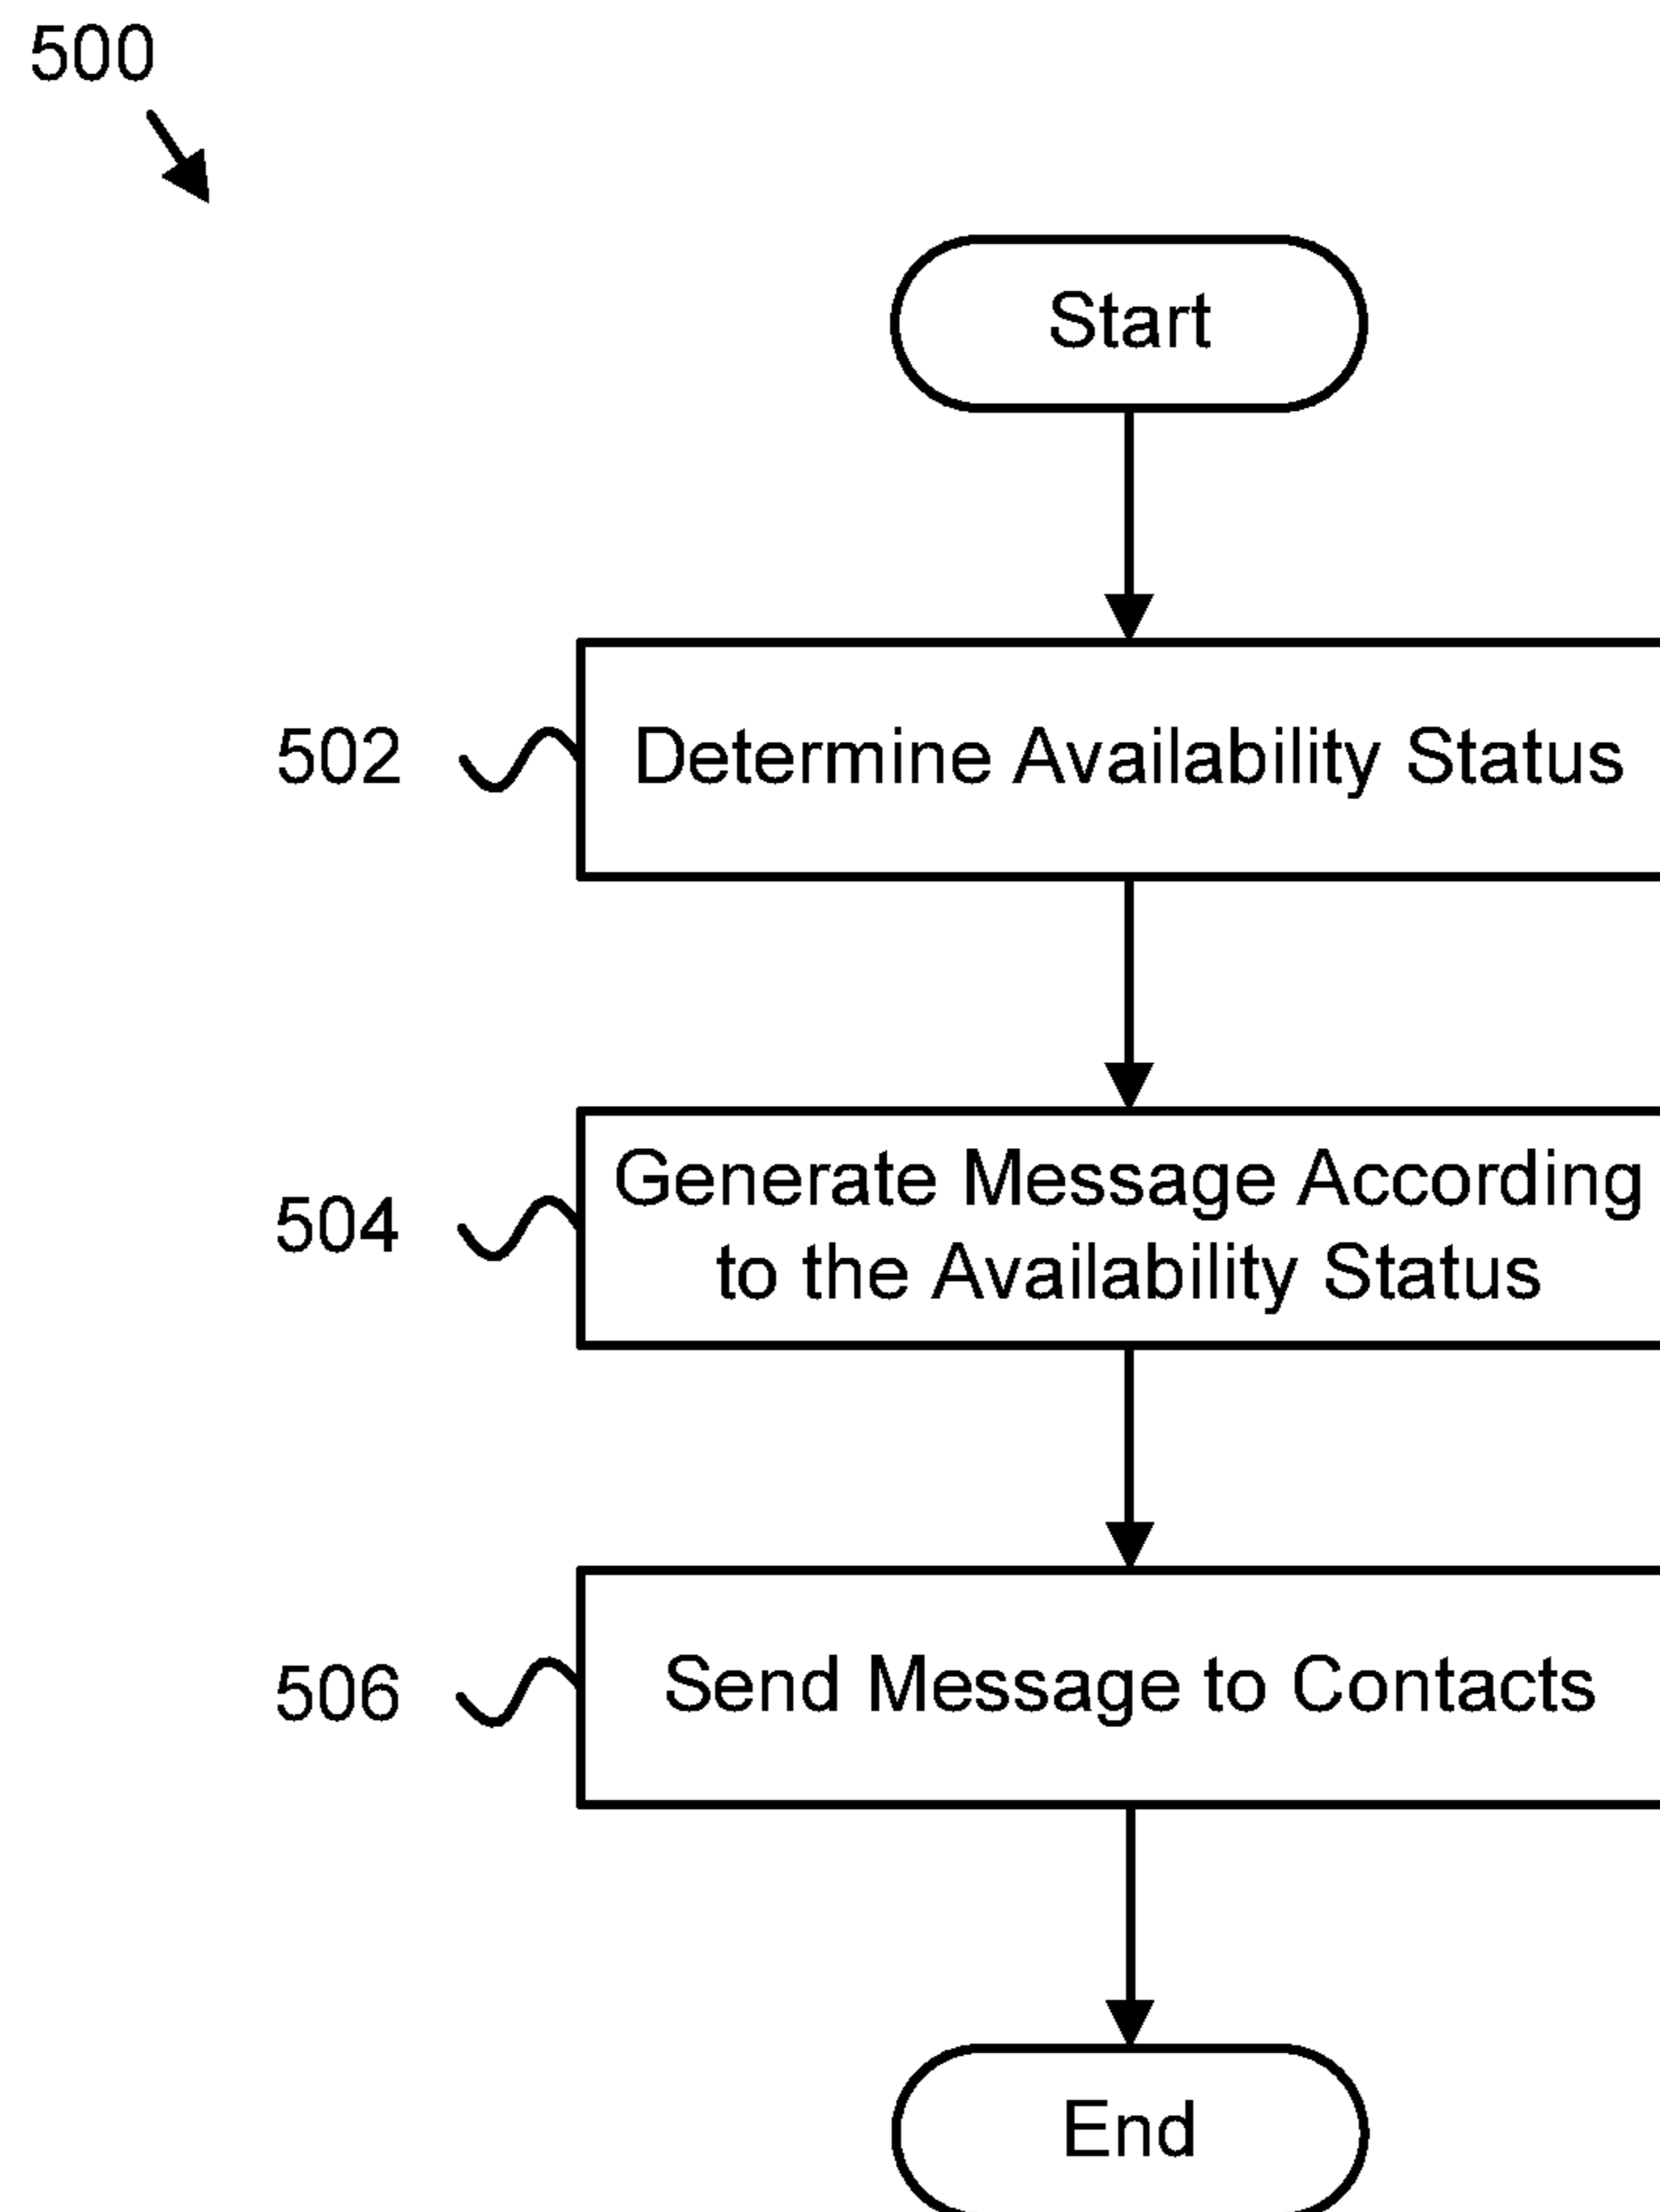 500
Start
502
Determine Availability Status
504
Generate Message According
to the Availability Status
506
Send Message to Contacts
End